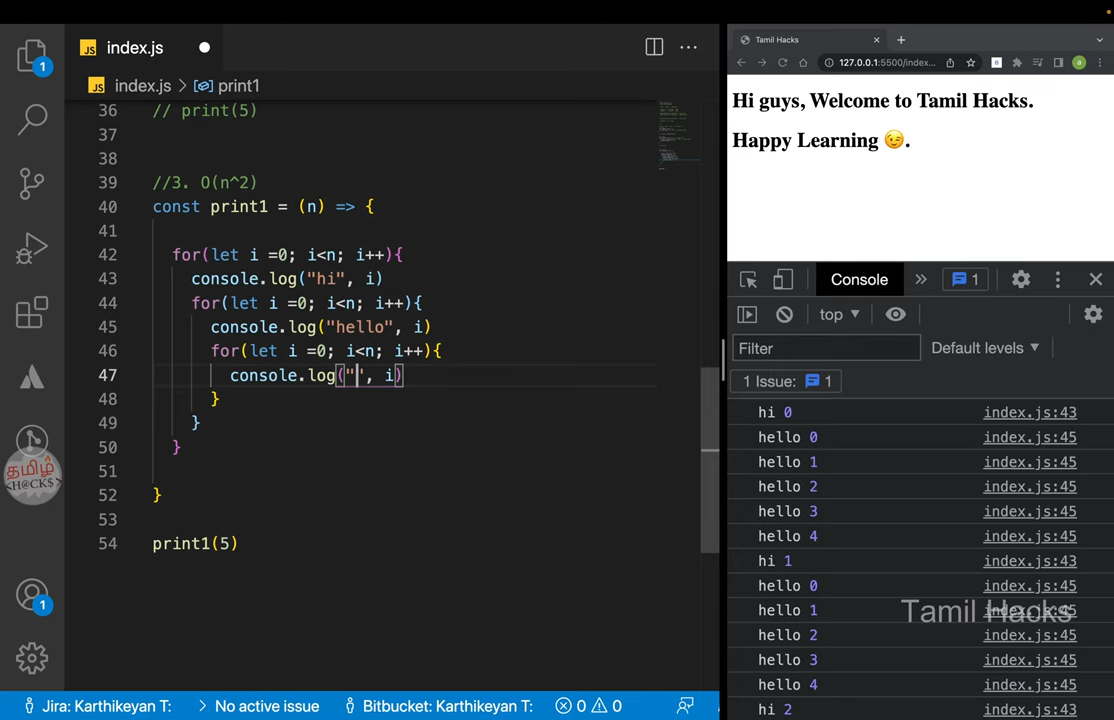 index.js
index.js > print1
36 // print(5)
37
38
39 //3. O(n^2)
40 const print1 = (n) => {
41
42 for(let i =0; i<n; i++){
43 console.log("hi", i)
44 for(let i =0; i<n; i++){
45 console.log("hello", i)
46 for(let i =0; i<n; i++){
47 console.log("", i)
48 }
49 }
50 }
51
52 }
53
54 print1(5)
1
1
தமிழ்
<H@CK$>
Jira: Karthikeyan T:
No active issue
Bitbucket: Karthikeyan T:
0 0
Tamil Hacks
127.0.0.1:5500/index...
B
a
Hi guys, Welcome to Tamil Hacks.
Happy Learning 😉.
Console
» 1
top ▼
Filter
Default levels ▼
1 Issue: 1
hi 0 index.js:43
hello 0 index.js:45
hello 1 index.js:45
hello 2 index.js:45
hello 3 index.js:45
hello 4 index.js:45
hi 1 index.js:43
hello 0 index.js:45
hello 1 index.js:45
Tamil Hacks
hello 2 index.js:45
hello 3 index.js:45
hello 4 index.js:45
hi 2 index.js:43